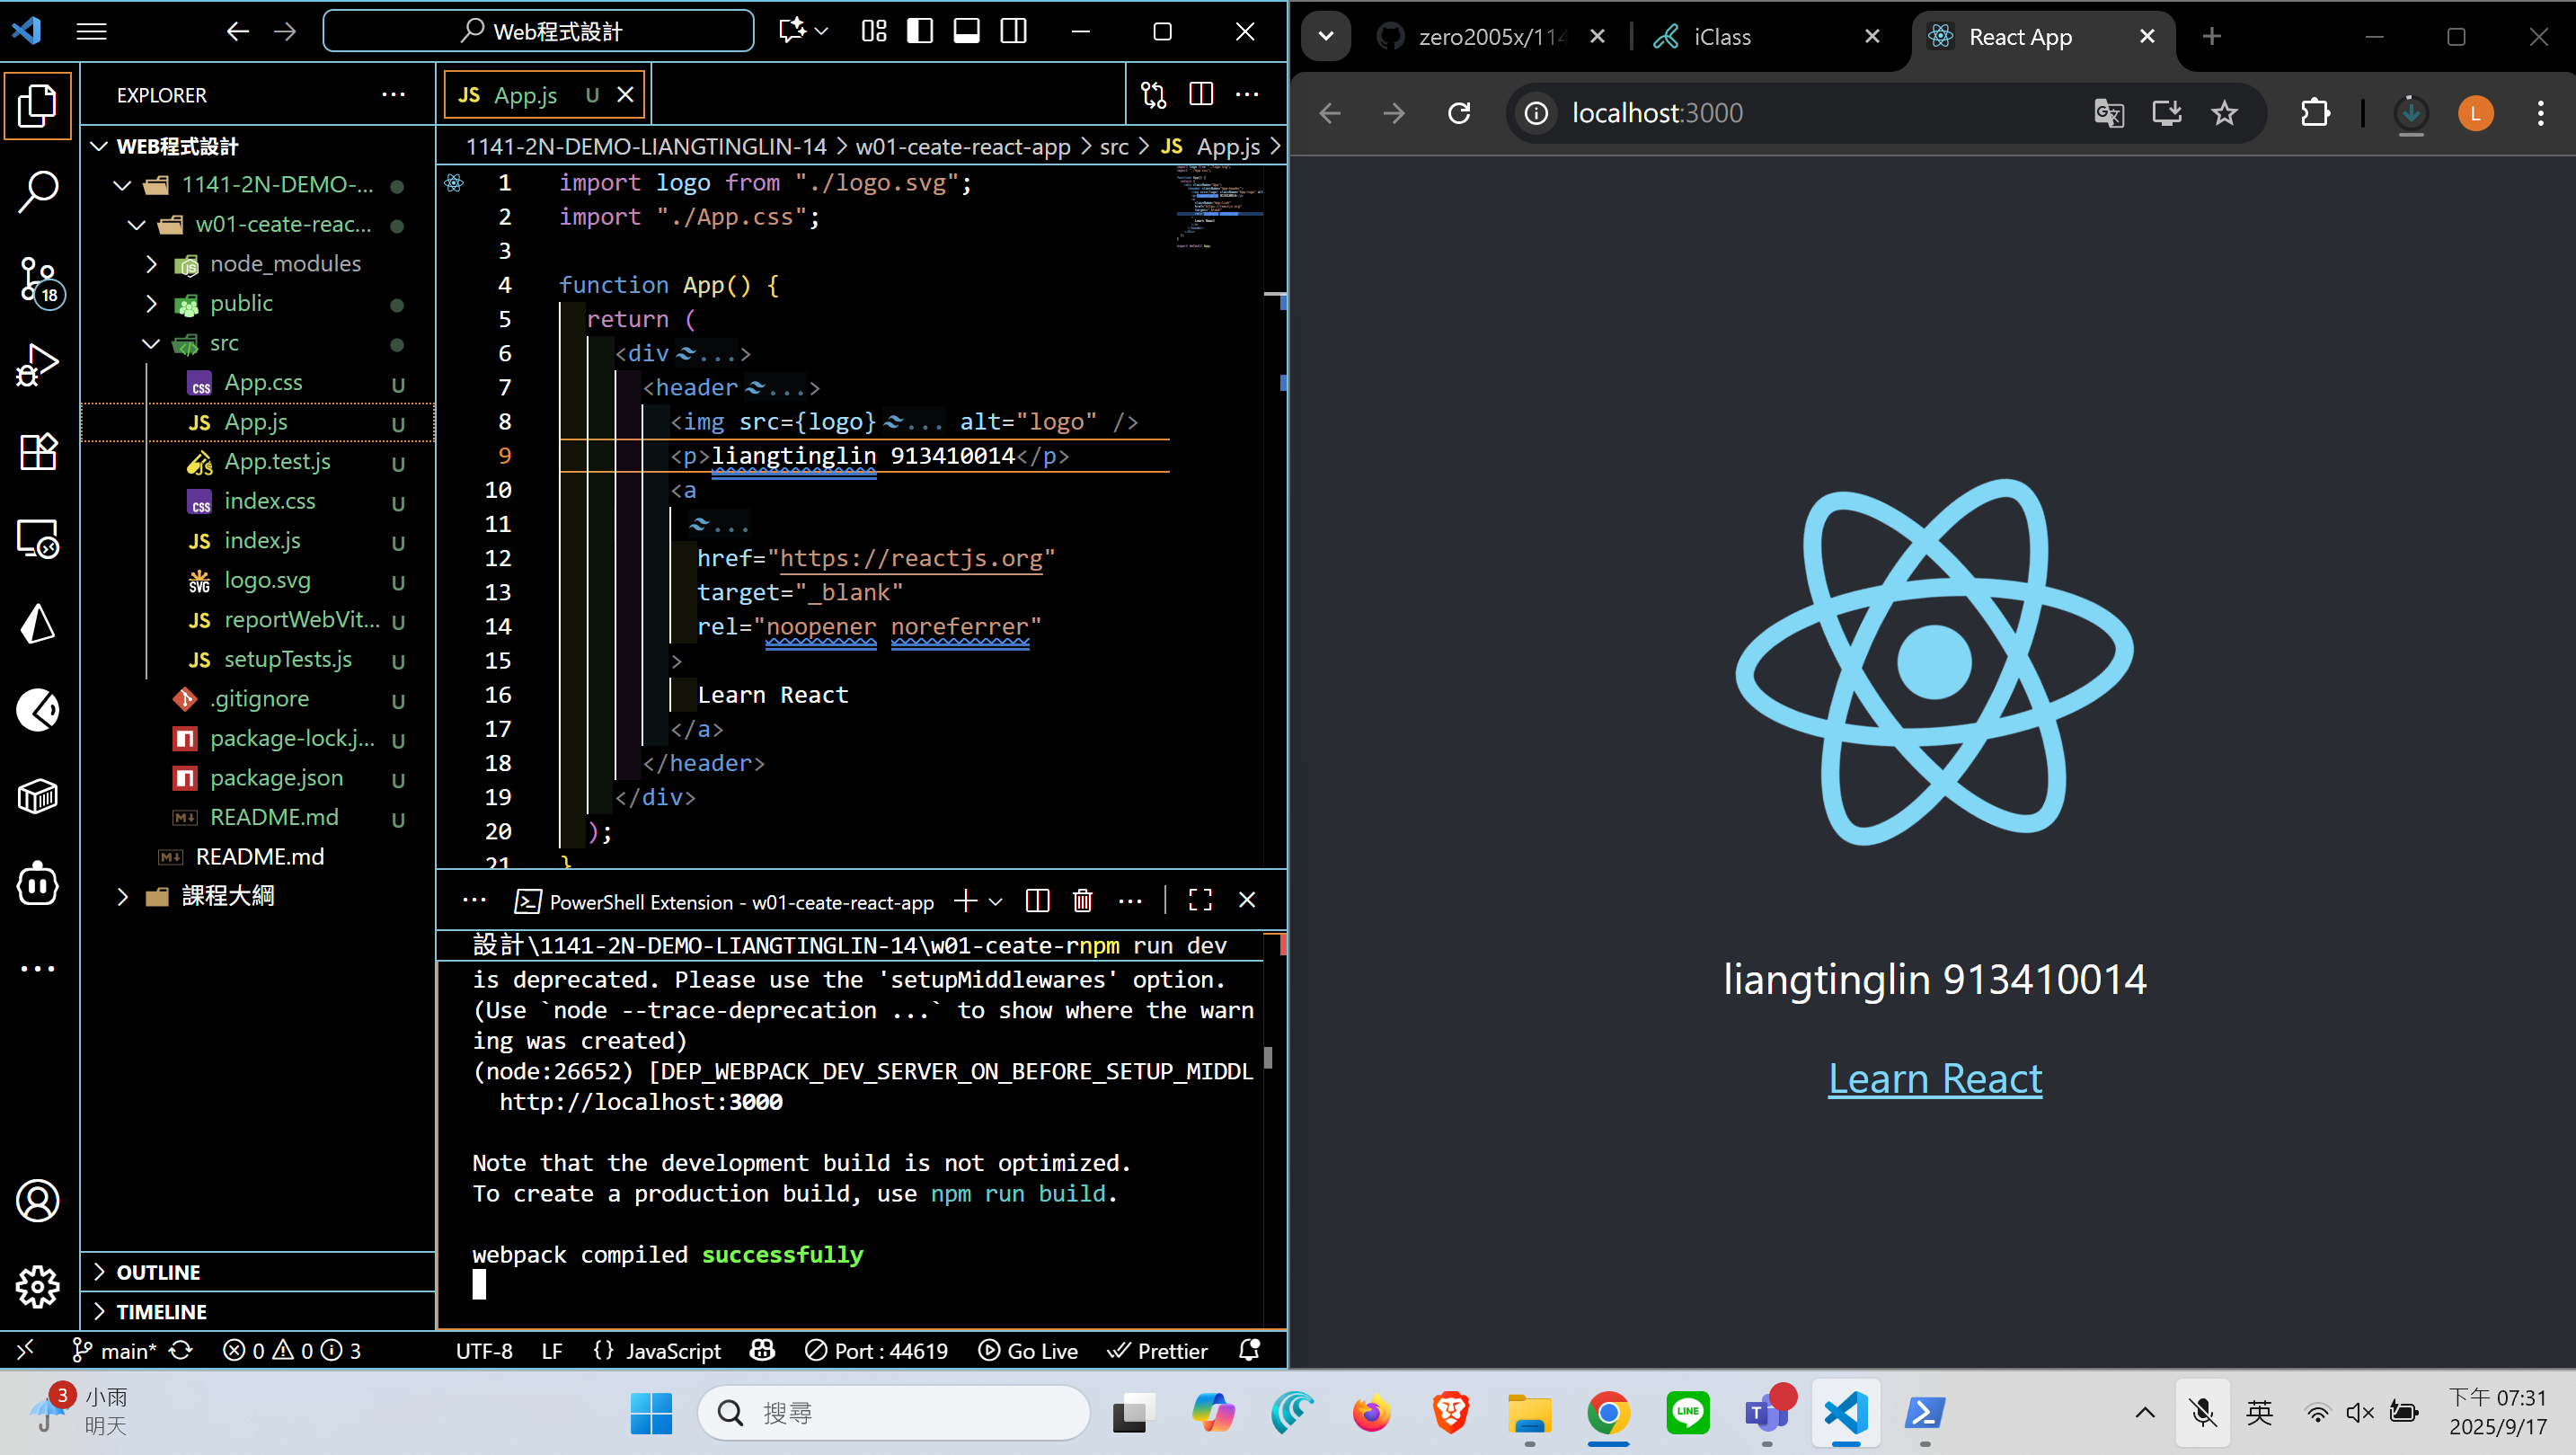 Web程式設計
EXPLORER
WEB程式設計
1141-2N-DEMO-...
w01-ceate-reac...
node_modules
public
src
App.css U
App.js U
App.test.js U
index.css U
index.js U
logo.svg U
reportWebVit... U
setupTests.js U
.gitignore U
package-lock.j... U
package.json U
README.md U
README.md
課程大綱
OUTLINE
TIMELINE
18
JS App.js U
1141-2N-DEMO-LIANGTINGLIN-14 > w01-ceate-react-app > src > JS App.js >
1 import logo from "./logo.svg";
2 import "./App.css";
3
4 function App() {
5 return (
6 <div ...>
7 <header ...>
8 <img src={logo} ... alt="logo" />
9 <p>liangtinglin 913410014</p>
10 <a
11 ...
12 href="https://reactjs.org"
13 target="_blank"
14 rel="noopener noreferrer"
15 >
16 Learn React
17 </a>
18 </header>
19 </div>
20 );
21 }
PowerShell Extension - w01-ceate-react-app
設計\1141-2N-DEMO-LIANGTINGLIN-14\w01-ceate-rnpm run dev
is deprecated. Please use the 'setupMiddlewares' option.
(Use `node --trace-deprecation ...` to show where the warn
ing was created)
(node:26652) [DEP_WEBPACK_DEV_SERVER_ON_BEFORE_SETUP_MIDDL
http://localhost:3000
Note that the development build is not optimized.
To create a production build, use npm run build.
webpack compiled successfully
main* 0 0 3 UTF-8 LF {} JavaScript Port : 44619 Go Live Prettier
zero2005x/114
iClass
React App
localhost:3000
L
liangtinglin 913410014
Learn React
3
小雨
明天
搜尋
LINE
英
下午 07:31
2025/9/17